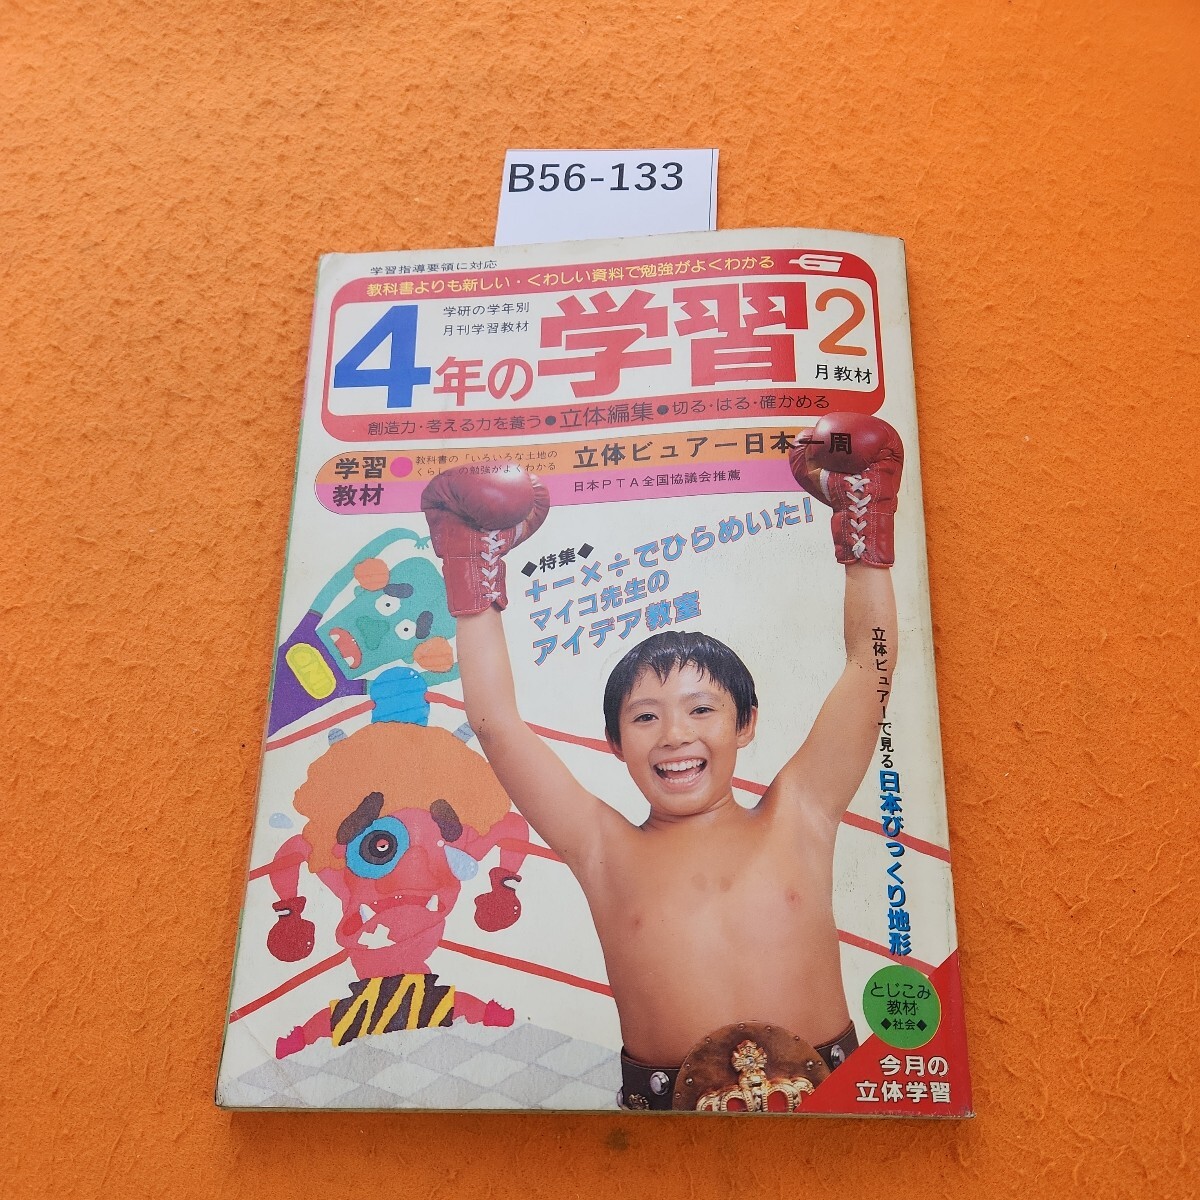 B56-133
学習指導要領に対応
教科書よりも新しい・くわしい資料で勉強がよくわかる
G
学研の学年別
月刊学習教材
4年の学習
2
月教材
創造力・考える力を養う●立体編集●切る・はる・確かめる
学習●
教材
教科書の「いろいろな土地の
くらし」の勉強がよくわかる
立体ビュアー日本一周
日本PTA全国協議会推薦
◆特集◆
+−×÷でひらめいた!
マイコ先生の
アイデア教室
立体ビュアーで見る日本びっくり地形
とじこみ
教材
◆社会◆
今月の
立体学習